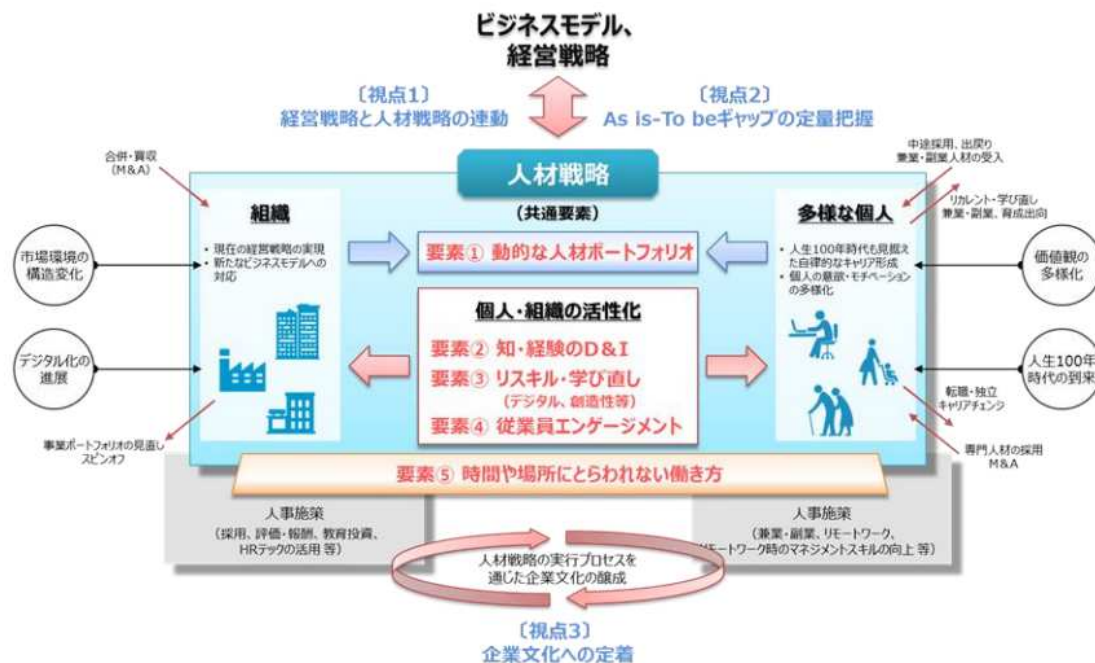 ビジネスモデル、
経営戦略
〔視点1〕
経営戦略と人材戦略の連動
〔視点2〕
As is‐To beギャップの定量把握
合併・買収
(M&A)
人材戦略
(共通要素)
中途採用、出戻り
兼業・副業人材の受入
リカレント・学び直し
兼業・副業、育成出向
組織
• 現在の経営戦略の実現
• 新たなビジネスモデルへの
対応
要素① 動的な人材ポートフォリオ
多様な個人
• 人生100年時代も見据え
た自律的なキャリア形成
• 個人の意欲・モチベーション
の多様化
市場環境の
構造変化
デジタル化の
進展
価値観の
多様化
人生100年
時代の到来
個人・組織の活性化
要素② 知・経験のD&I
要素③ リスキル・学び直し
(デジタル、創造性等)
要素④ 従業員エンゲージメント
転職・独立
キャリアチェンジ
事業ポートフォリオの見直し
スピンオフ
専門人材の採用
M&A
要素⑤ 時間や場所にとらわれない働き方
人事施策
(採用、評価・報酬、教育投資、
HRテックの活用 等)
人事施策
(兼業・副業、リモートワーク、
リモートワーク時のマネジメントスキルの向上 等)
人材戦略の実行プロセスを
通じた企業文化の醸成
〔視点3〕
企業文化への定着